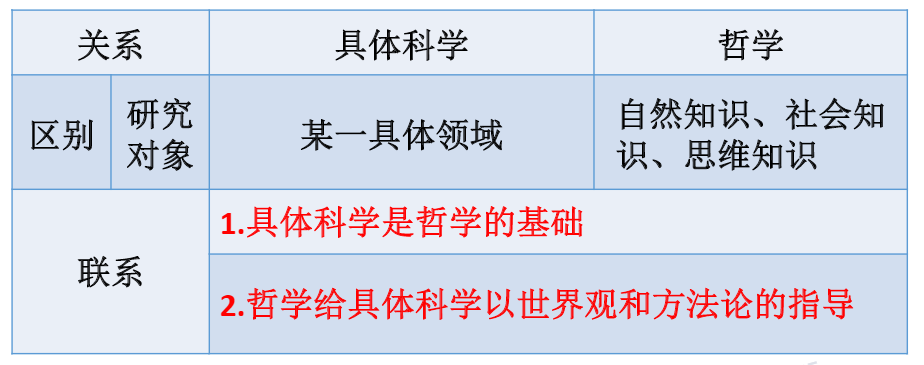 关系
具体科学
哲学
区别
研究
对象
某一具体领域
自然知识、社会知
识、思维知识
联系
1.具体科学是哲学的基础
2.哲学给具体科学以世界观和方法论的指导